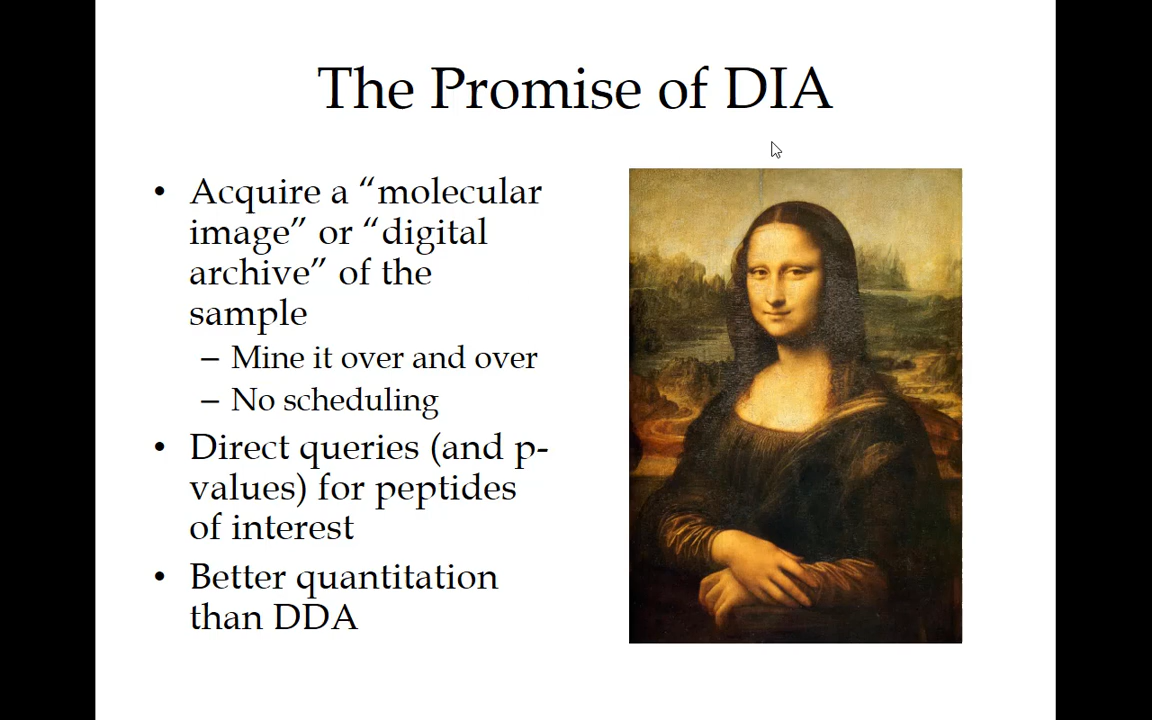 The Promise of DIA
• Acquire a “molecular
image” or “digital
archive” of the
sample
– Mine it over and over
– No scheduling
• Direct queries (and p-
values) for peptides
of interest
• Better quantitation
than DDA